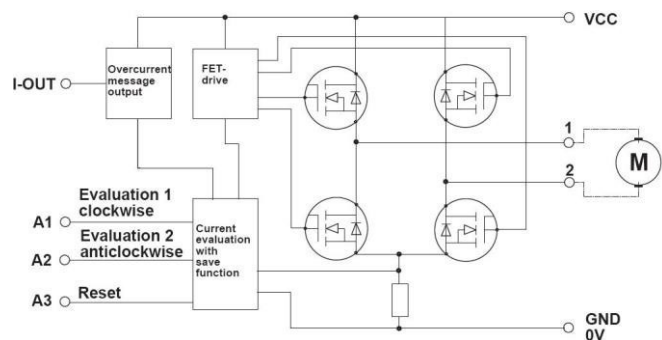 VCC
I-OUT
Overcurrent
message
output
FET-
drive
1
2
M
Evaluation 1
clockwise
A1
Evaluation 2
anticlockwise
A2
Reset
A3
Current
evaluation
with
save
function
GND
0V